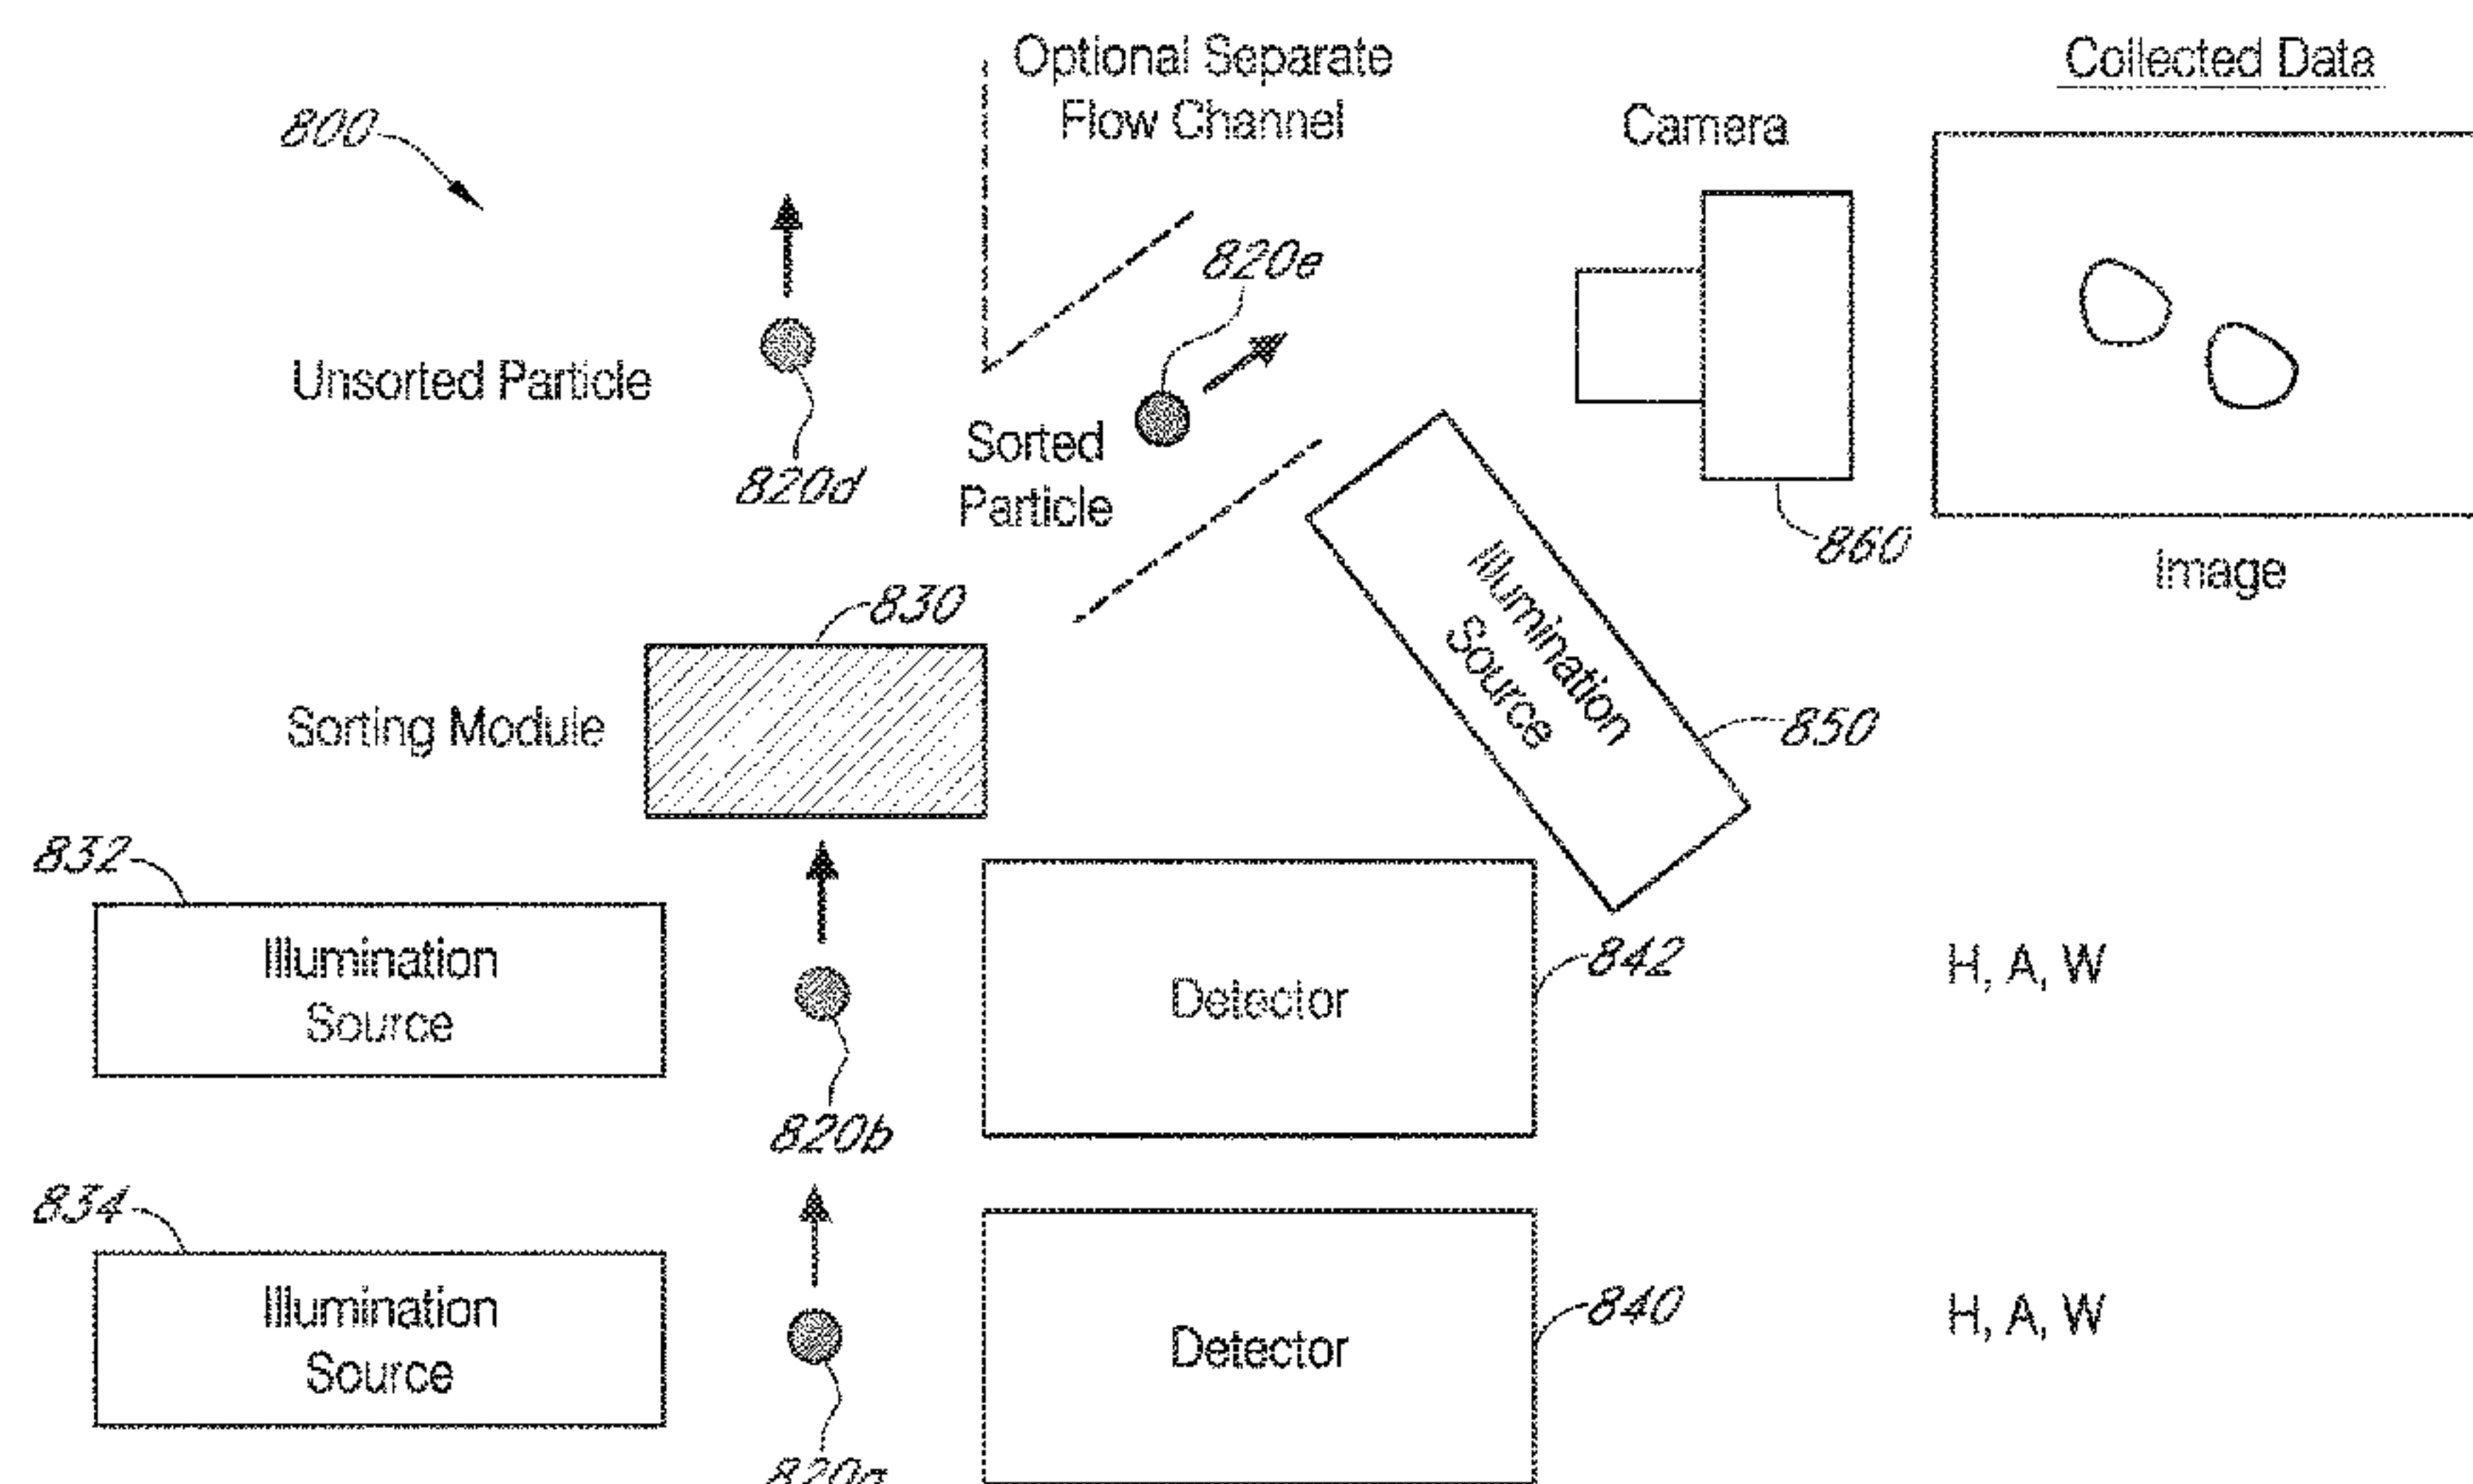 Optional Separate
Flow Channel
Collected Data
800
Camera
820e
Unsorted Particle
Sorted
Particle
820d
860
Image
830
Illumination
Source
Sorting Module
850
832
Illumination
Source
842
Detector
H, A, W
820b
834
Illumination
Source
840
Detector
H, A, W
820a